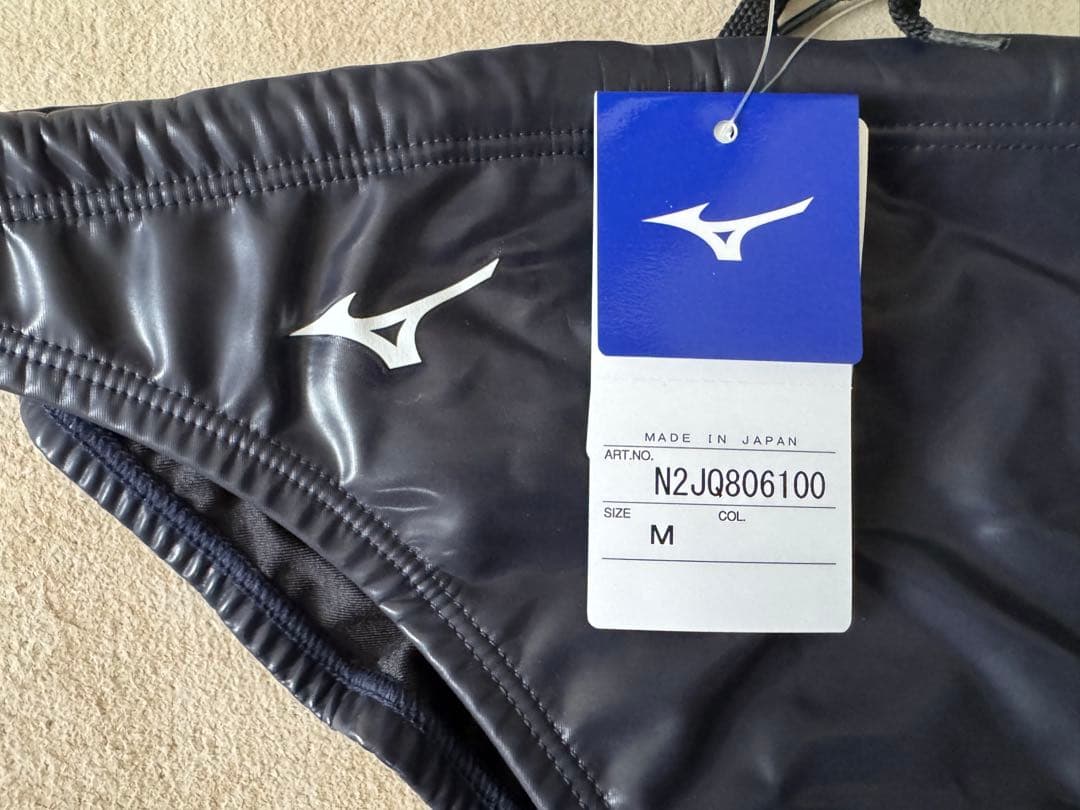 MADE IN JAPAN
ART.NO.
N2JQ806100
SIZE
COL.
M